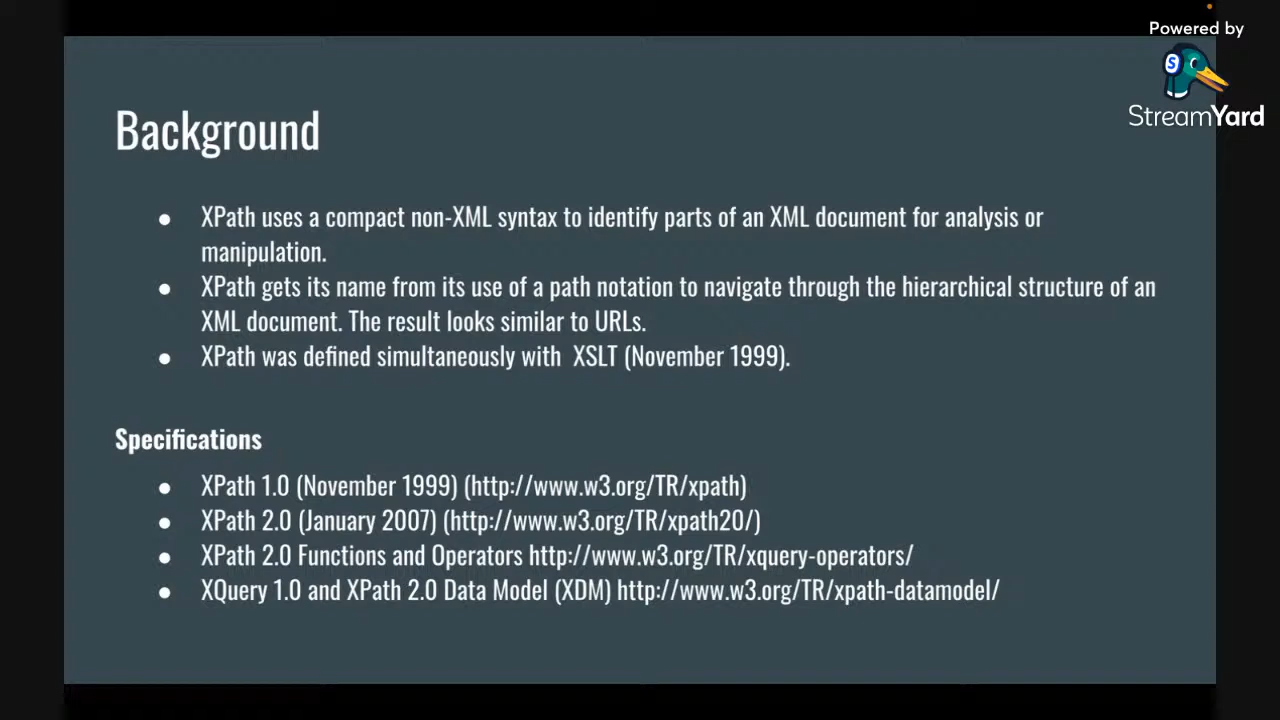 Powered by
S
StreamYard
Background
● XPath uses a compact non-XML syntax to identify parts of an XML document for analysis or
manipulation.
● XPath gets its name from its use of a path notation to navigate through the hierarchical structure of an
XML document. The result looks similar to URLs.
● XPath was defined simultaneously with  XSLT (November 1999).
Specifications
● XPath 1.0 (November 1999) (http://www.w3.org/TR/xpath)
● XPath 2.0 (January 2007) (http://www.w3.org/TR/xpath20/)
● XPath 2.0 Functions and Operators http://www.w3.org/TR/xquery-operators/
● XQuery 1.0 and XPath 2.0 Data Model (XDM) http://www.w3.org/TR/xpath-datamodel/